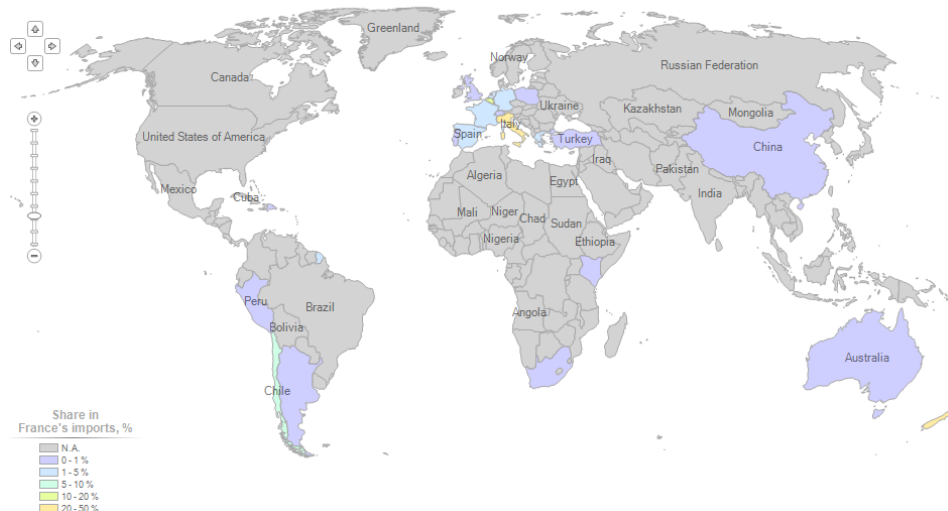 Greenland
Norway
Russian Federation
Canada
Ukraine
Kazakhstan
Mongolia
United States of America
Spain
Italy
Turkey
China
Iraq
Pakistan
Mexico
Cuba
Algeria
Egypt
India
Mali
Niger
Chad
Sudan
Nigeria
Ethiopia
Peru
Brazil
Angola
Bolivia
Australia
Chile
Share in
France's imports, %
N.A.
0 - 1 %
1 - 5 %
5 - 10 %
10 - 20 %
20 - 50 %